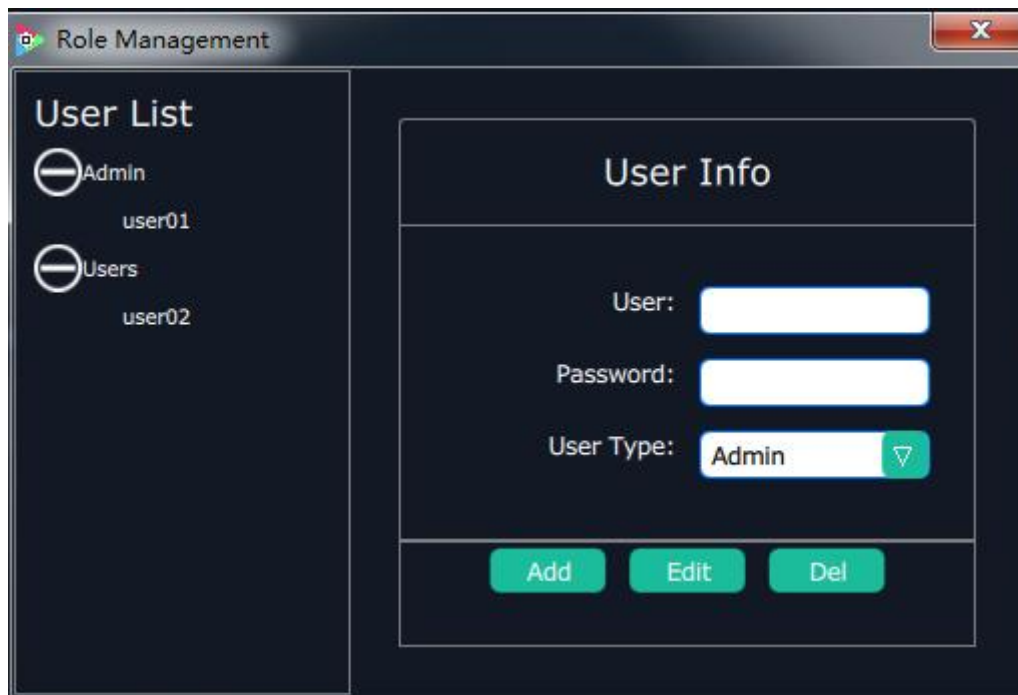 Role Management
User List
Admin
user01
Users
user02
User Info
User:
Password:
User Type: Admin
Add Edit Del